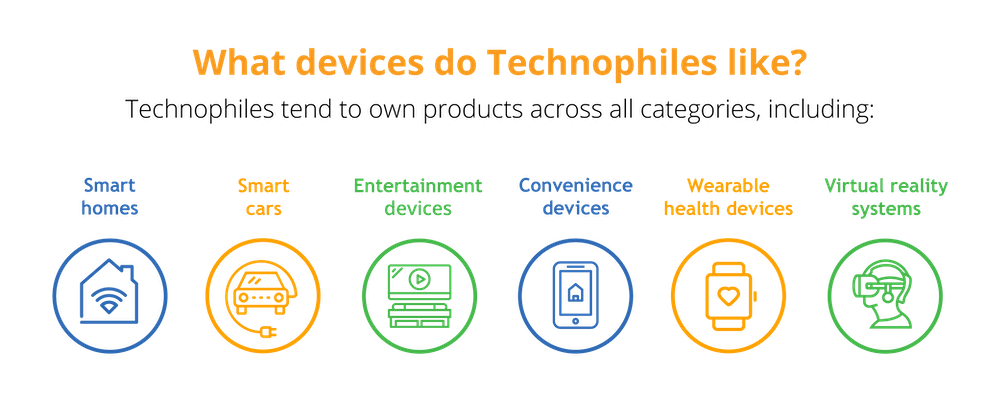 What devices do Technophiles like?
Technophiles tend to own products across all categories, including:
Smart
homes
Smart
cars
Entertainment
devices
Convenience
devices
Wearable
health devices
Virtual reality
systems